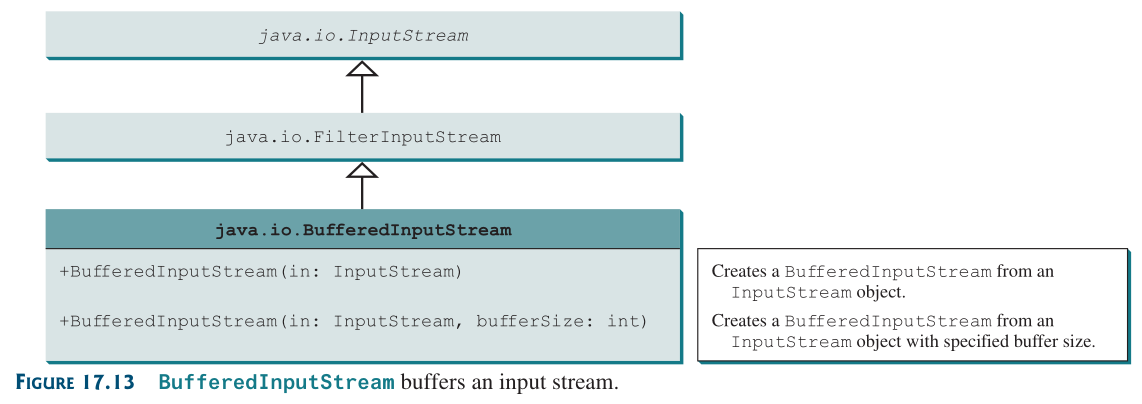 java.io.InputStream
java.io.FilterInputStream
java.io.BufferedInputStream
+BufferedInputStream(in: InputStream)
+BufferedInputStream(in: InputStream, bufferSize: int)
Creates a BufferedInputStream from an
InputStream object.
Creates a BufferedInputStream from an
InputStream object with specified buffer size.
FIGURE 17.13 BufferedInputStream buffers an input stream.